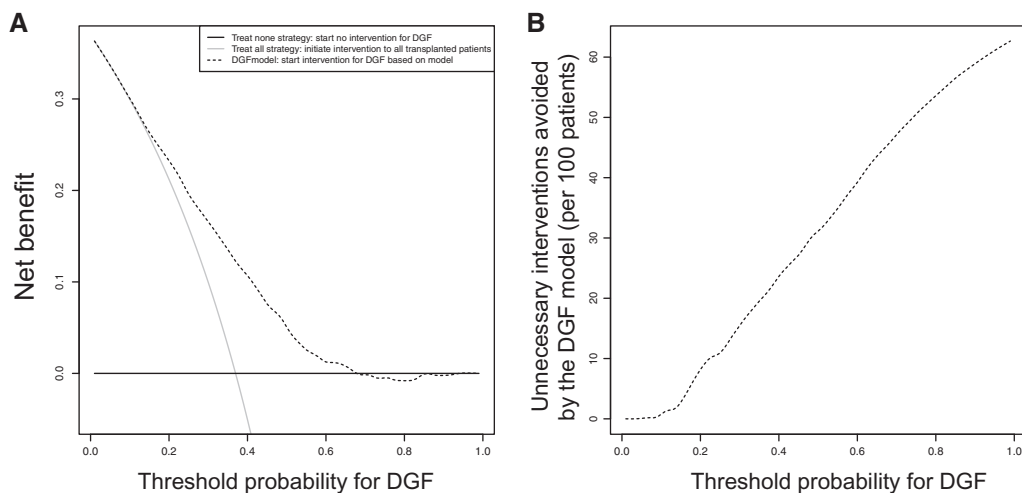 A
Treat none strategy: start no intervention for DGF
Treat all strategy: initiate intervention to all transplanted patients
DGFmodel: start intervention for DGF based on model
Net benefit
0.3
0.2
0.1
0.0
0.0 0.2 0.4 0.6 0.8 1.0
Threshold probability for DGF
B
Unnecessary interventions avoided
by the DGF model (per 100 patients)
60
50
40
30
20
10
0
0.0 0.2 0.4 0.6 0.8 1.0
Threshold probability for DGF